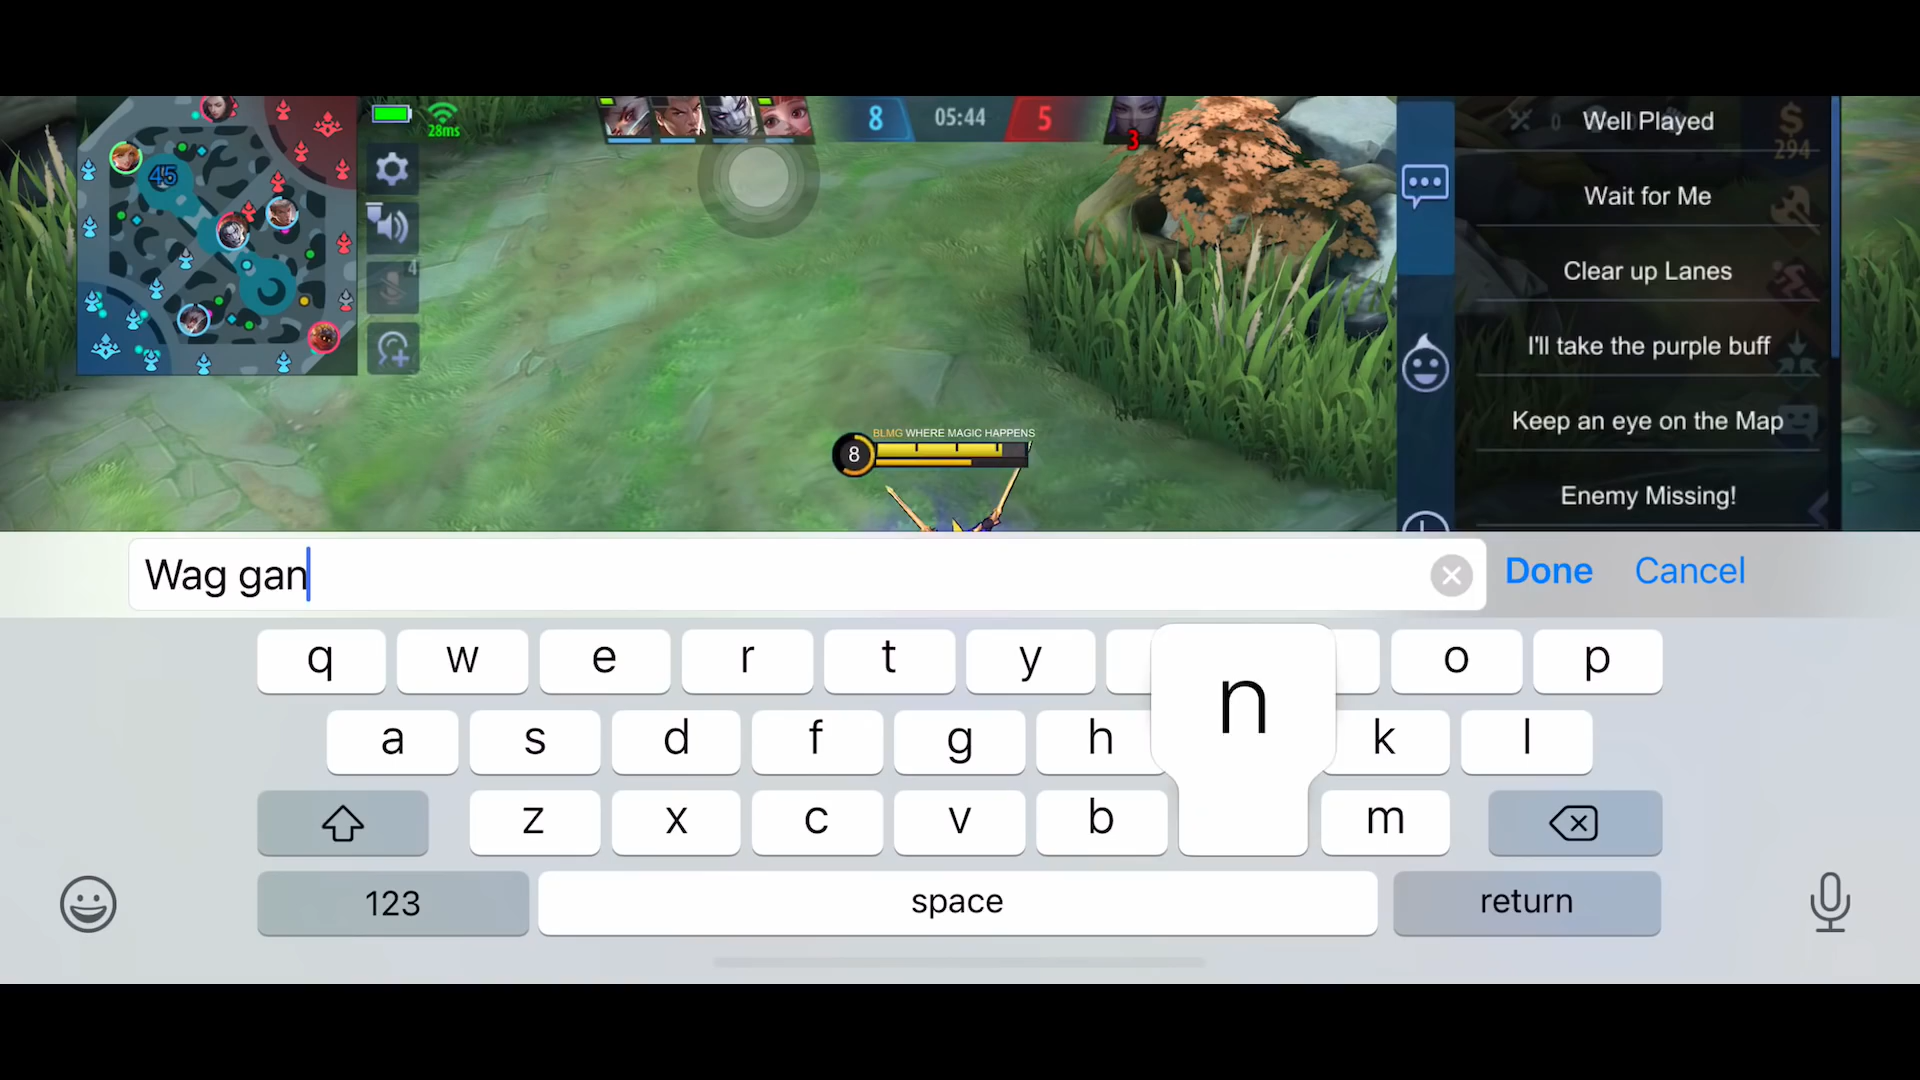 28ms
8 05:44 5
3
45
4
Well Played
294
Wait for Me
Clear up Lanes
I'll take the purple buff
Keep an eye on the Map
Enemy Missing!
BLMG WHERE MAGIC HAPPENS
8
Wag gan
Done Cancel
q w e r t y o p
a s d f g h k l
n
z x c v b m
123 space return